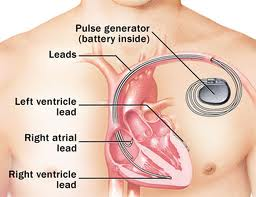 Pulse generator
(battery inside)
Leads
Left ventricle
lead
Right atrial
lead
Right ventricle
lead